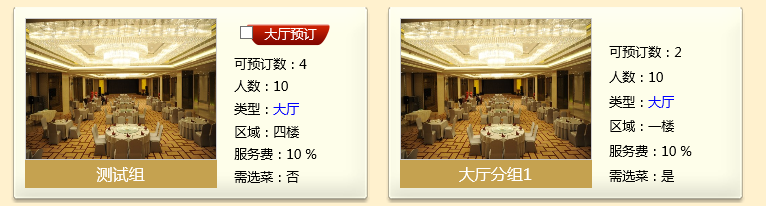 大厅预订
可预订数：4
人数：10
类型：大厅
区域：四楼
服务费：10 %
需选菜：否
测试组
可预订数：2
人数：10
类型：大厅
区域：一楼
服务费：10 %
需选菜：是
大厅分组1